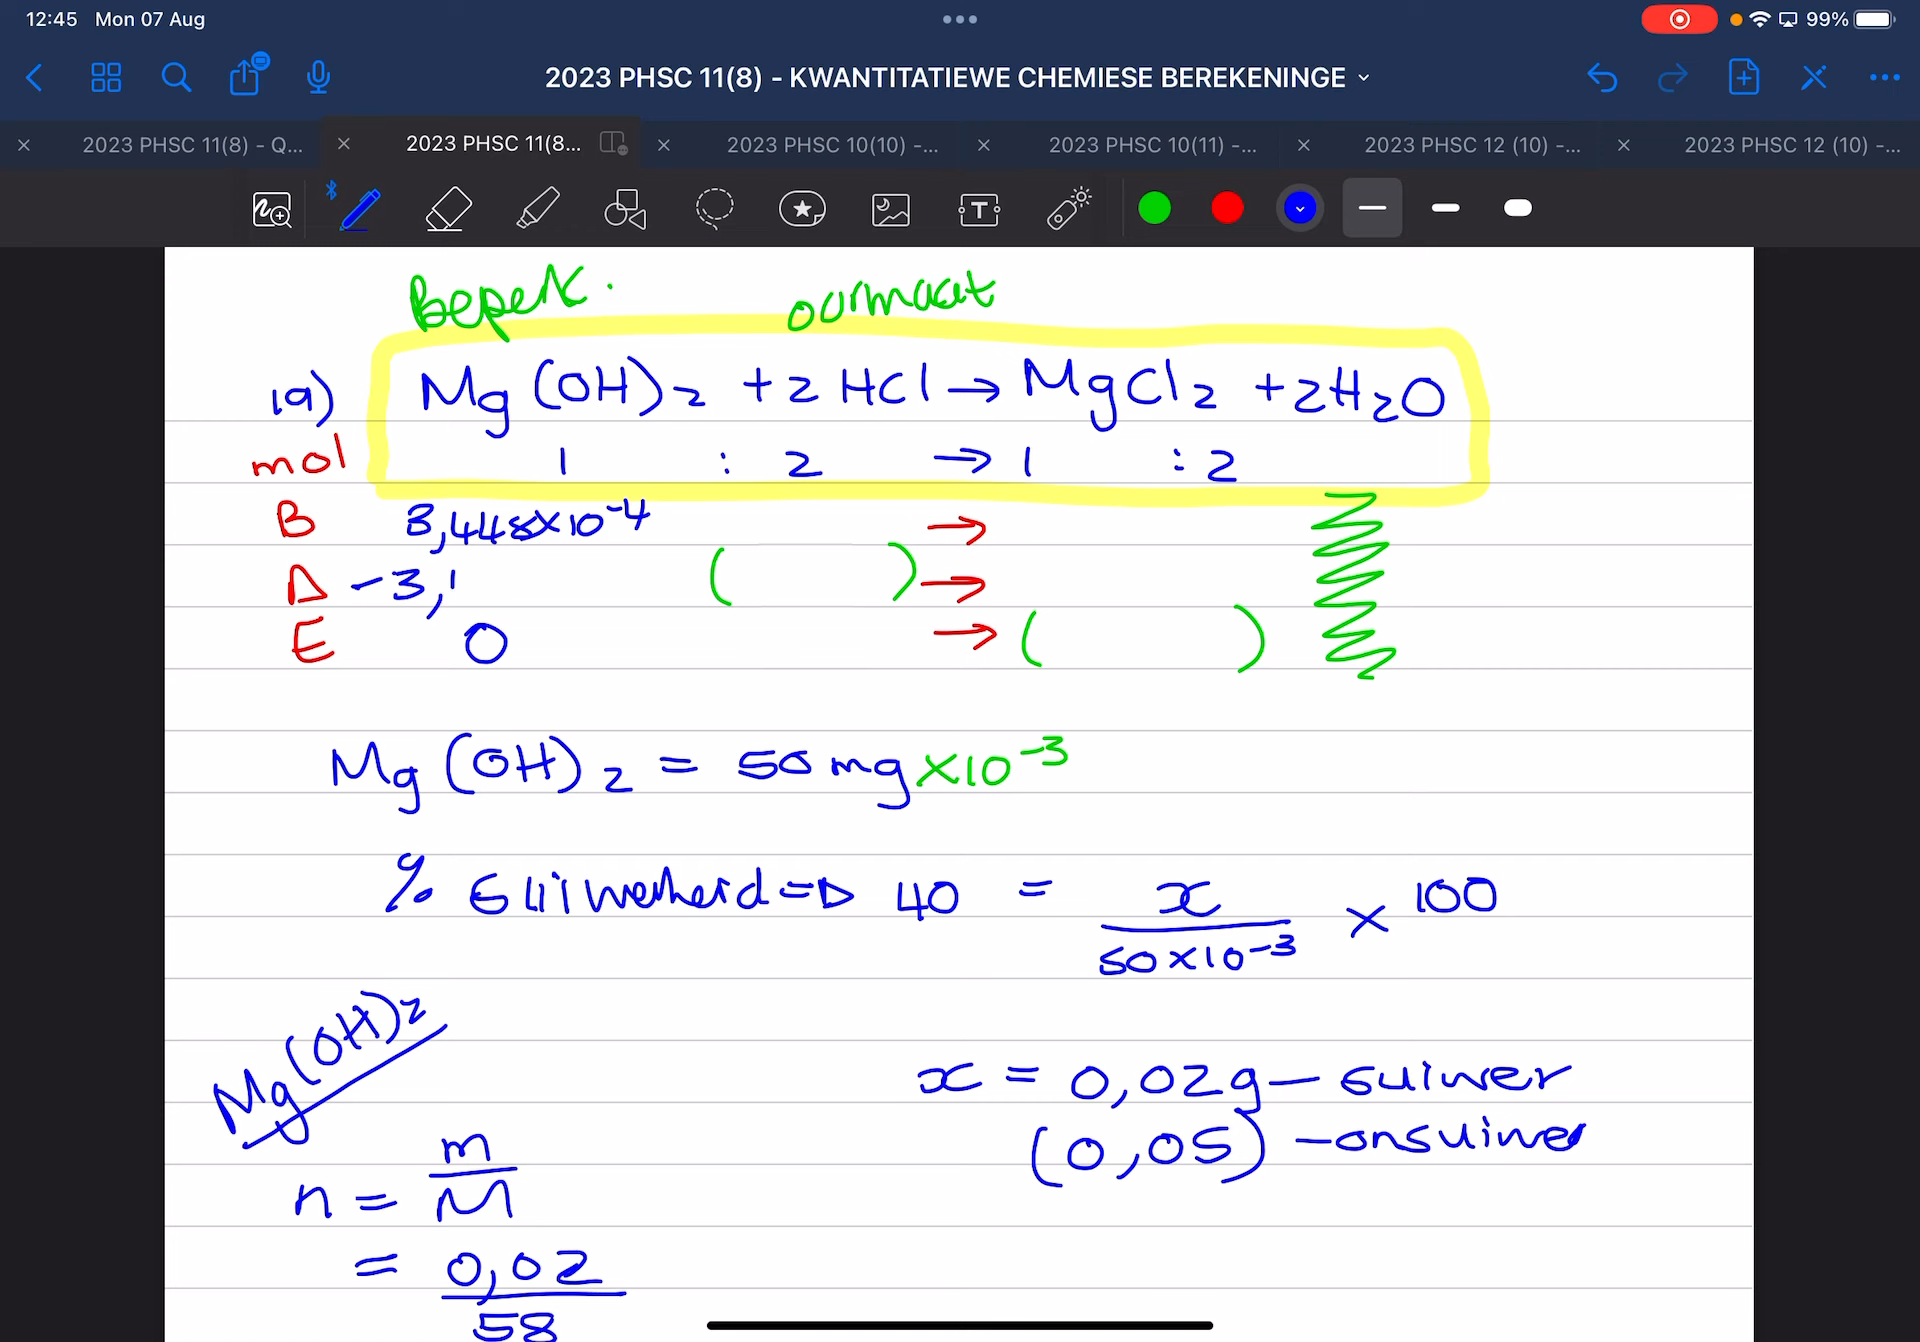 12:45 Mon 07 Aug 99%
2023 PHSC 11(8) - KWANTITATIEWE CHEMIESE BEREKENINGE
2023 PHSC 11(8) - Q... 2023 PHSC 11(8... 2023 PHSC 10(10) -... 2023 PHSC 10(11) -... 2023 PHSC 12 (10) -... 2023 PHSC 12 (10) -...
Beperk. ourmaat
19) Mg(OH)₂ + 2HCl → MgCl₂ + 2H₂O
mol 1 : 2 → 1 : 2
B 3,448×10⁻⁴ →
Δ -3,1 ( ) →
E 0 → ( )
Mg(OH)₂ = 50 mg ×10⁻³
% suiwerheid => 40 = x / 50×10⁻³ × 100
Mg(OH)₂
x = 0,02g – suiwer
(0,05) – onsuiwer
n = m / M
= 0,02 / 58